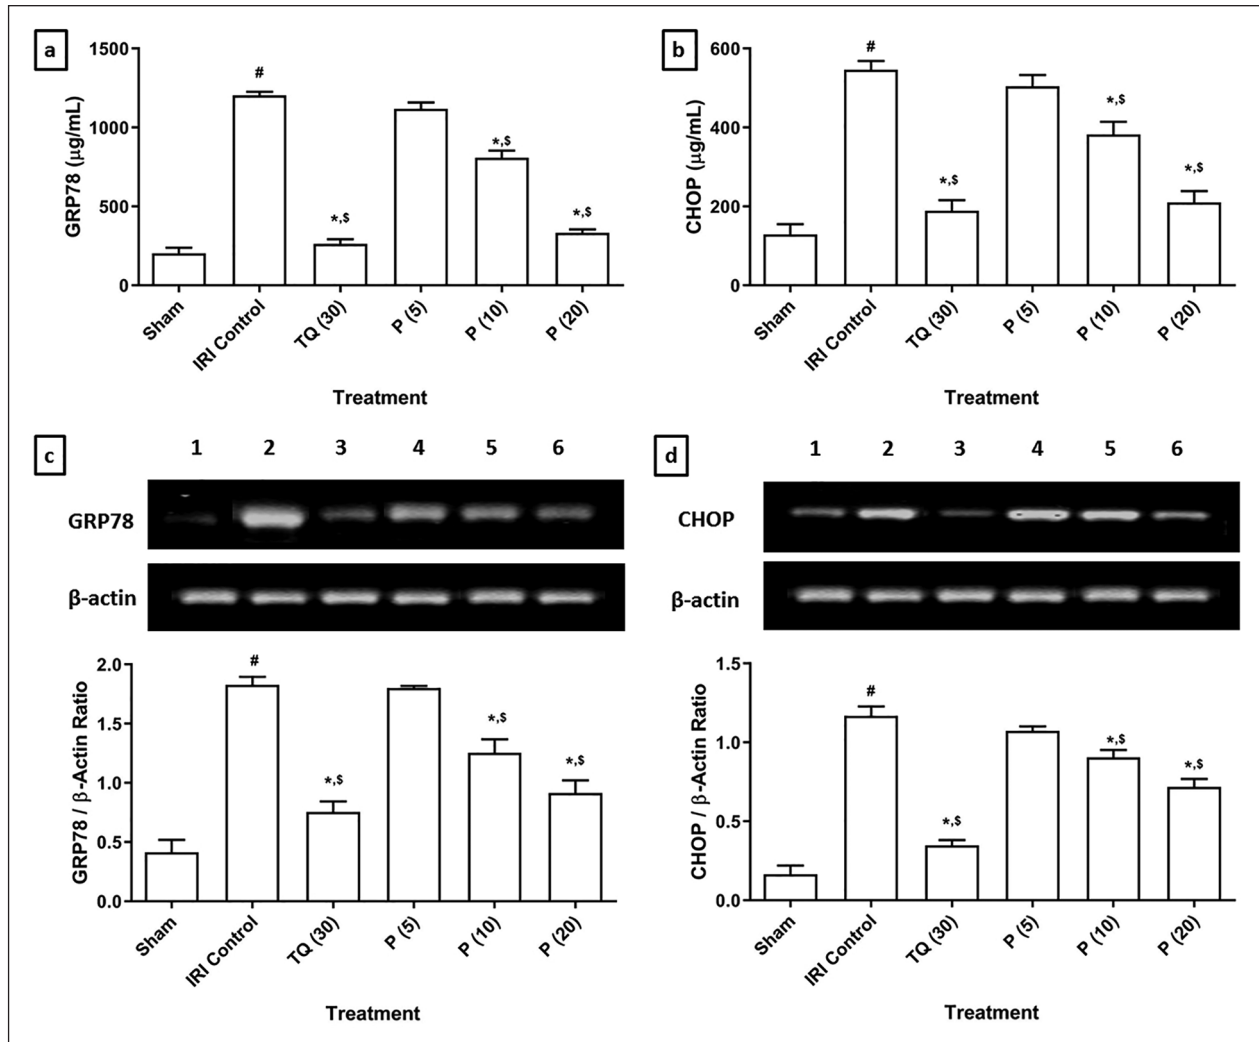 a
1500
1000
500
0
GRP78 (μg/mL)
#
*,$
*,$
*,$
Sham
IRI Control
TQ (30)
P (5)
P (10)
P (20)
Treatment
b
600
400
200
0
CHOP (μg/mL)
#
*,$
*,$
*,$
Sham
IRI Control
TQ (30)
P (5)
P (10)
P (20)
Treatment
c
1 2 3 4 5 6
GRP78
β-actin
2.0
1.5
1.0
0.5
0.0
GRP78 / β-Actin Ratio
#
*,$
*,$
*,$
Sham
IRI Control
TQ (30)
P (5)
P (10)
P (20)
Treatment
d
1 2 3 4 5 6
CHOP
β-actin
1.5
1.0
0.5
0.0
CHOP / β-Actin Ratio
#
*,$
*,$
*,$
Sham
IRI Control
TQ (30)
P (5)
P (10)
P (20)
Treatment